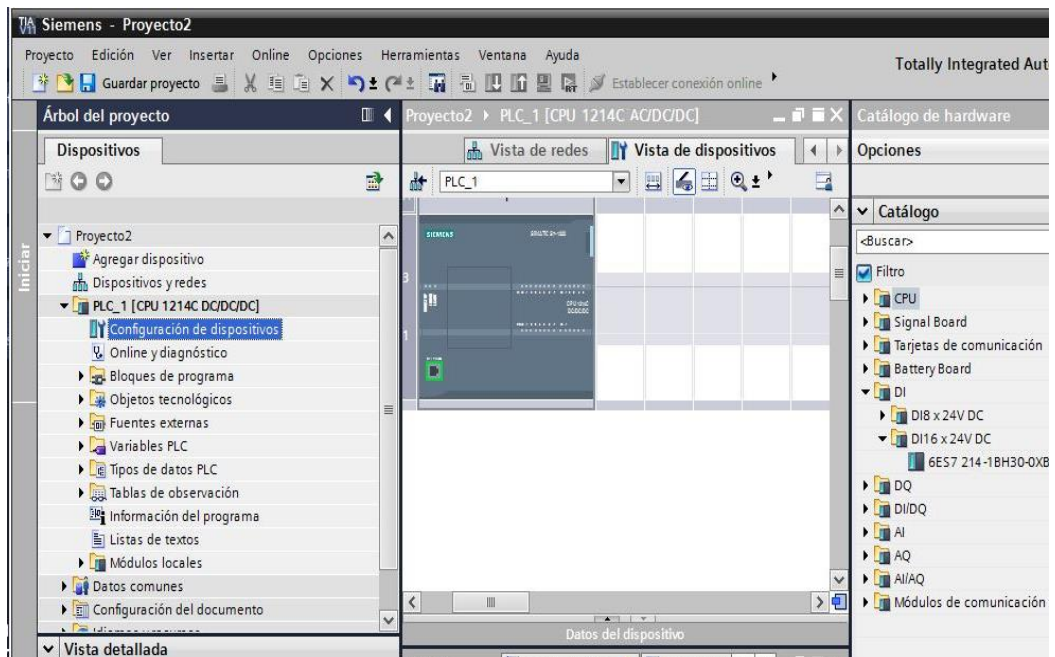 TIA V11 Siemens - Proyecto2
Proyecto Edición Ver Insertar Online Opciones Herramientas Ventana Ayuda
Guardar proyecto
Establecer conexión online
Totally Integrated Aut
Árbol del proyecto
Dispositivos
Iniciar
Proyecto2
Agregar dispositivo
Dispositivos y redes
PLC_1 [CPU 1214C DC/DC/DC]
Configuración de dispositivos
Online y diagnóstico
Bloques de programa
Objetos tecnológicos
Fuentes externas
Variables PLC
Tipos de datos PLC
Tablas de observación
Información del programa
Listas de textos
Módulos locales
Datos comunes
Configuración del documento
Vista detallada
Proyecto2 PLC_1 [CPU 1214C AC/DC/DC]
Vista de redes
Vista de dispositivos
PLC_1
SIEMENS
3
1
Datos del dispositivo
Catálogo de hardware
Opciones
Catálogo
<Buscar>
Filtro
CPU
Signal Board
Tarjetas de comunicación
Battery Board
DI
DI8 x 24V DC
DI16 x 24V DC
6ES7 214-1BH30-0XB
DQ
DI/DQ
AI
AQ
AI/AQ
Módulos de comunicación